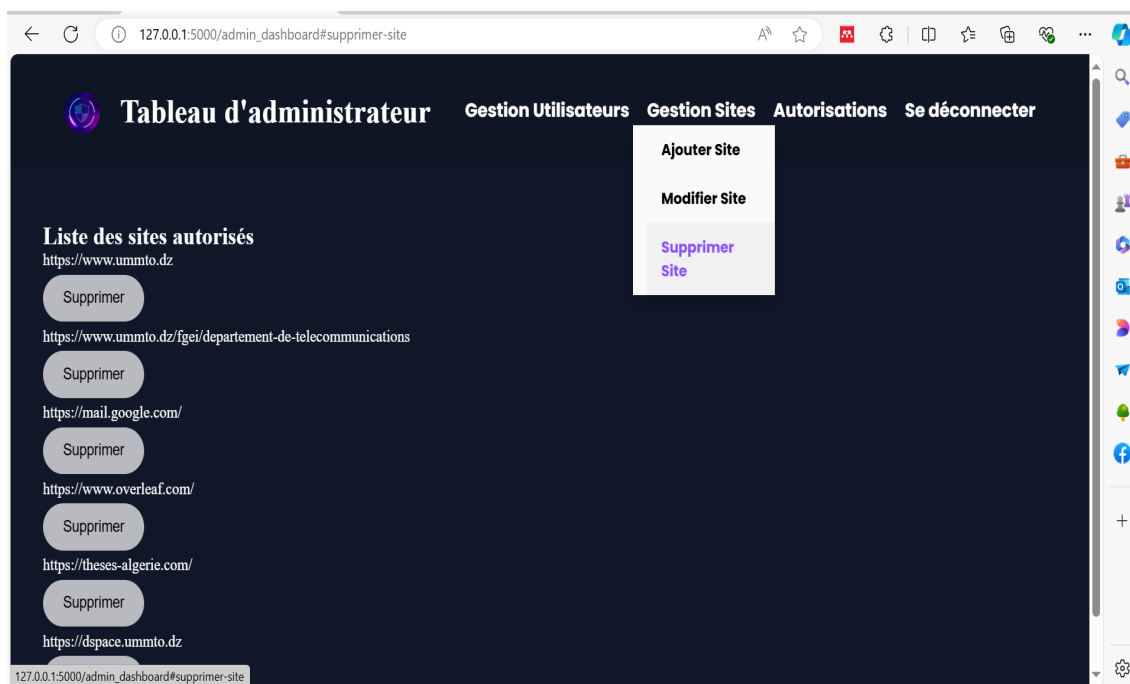 127.0.0.1:5000/admin_dashboard#supprimer-site
Tableau d'administrateur Gestion Utilisateurs Gestion Sites Autorisations Se déconnecter
Ajouter Site
Modifier Site
Supprimer
Site
Liste des sites autorisés
https://www.ummto.dz
Supprimer
https://www.ummto.dz/fgei/departement-de-telecommunications
Supprimer
https://mail.google.com/
Supprimer
https://www.overleaf.com/
Supprimer
https://theses-algerie.com/
Supprimer
https://dspace.ummto.dz
127.0.0.1:5000/admin_dashboard#supprimer-site